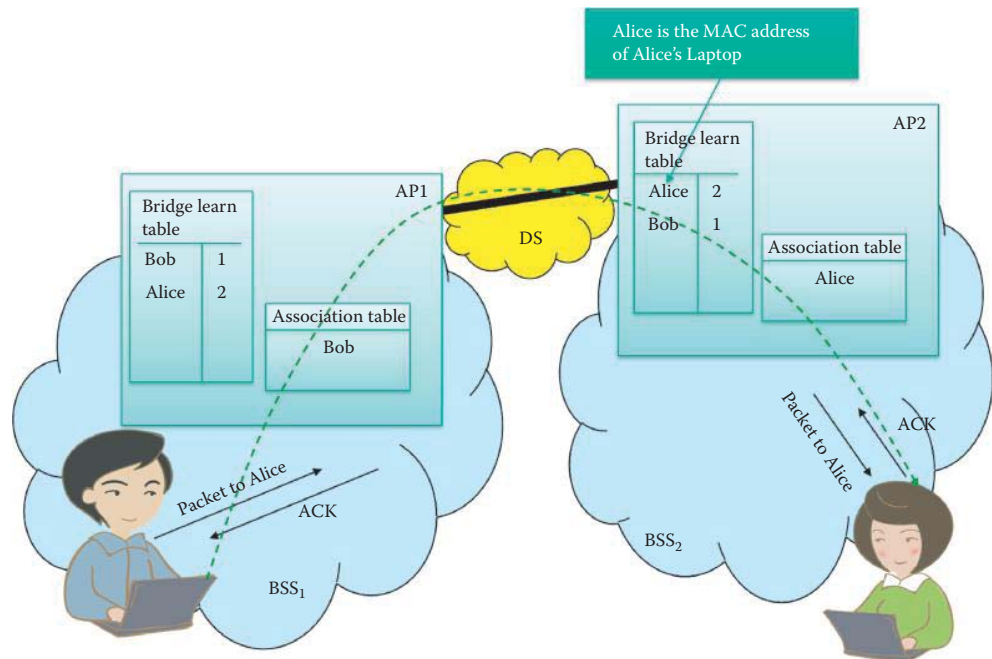 Alice is the MAC address
of Alice's Laptop
AP1
Bridge learn
table
Bob 1
Alice 2
Association table
Bob
DS
AP2
Bridge learn
table
Alice 2
Bob 1
Association table
Alice
Packet to Alice
ACK
BSS1
Packet to Alice
ACK
BSS2